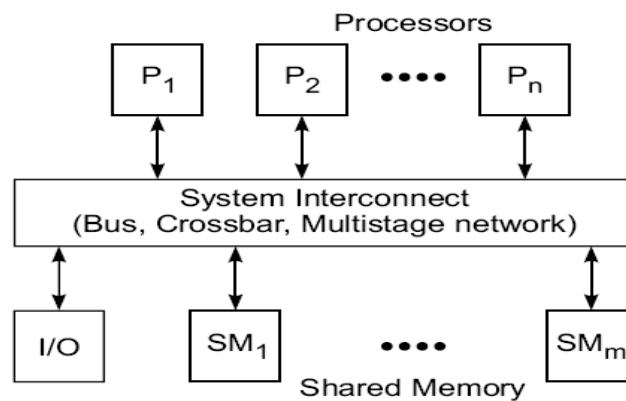 Processors
P1 P2 •••• Pn
System Interconnect
(Bus, Crossbar, Multistage network)
I/O SM1 •••• SMm
Shared Memory